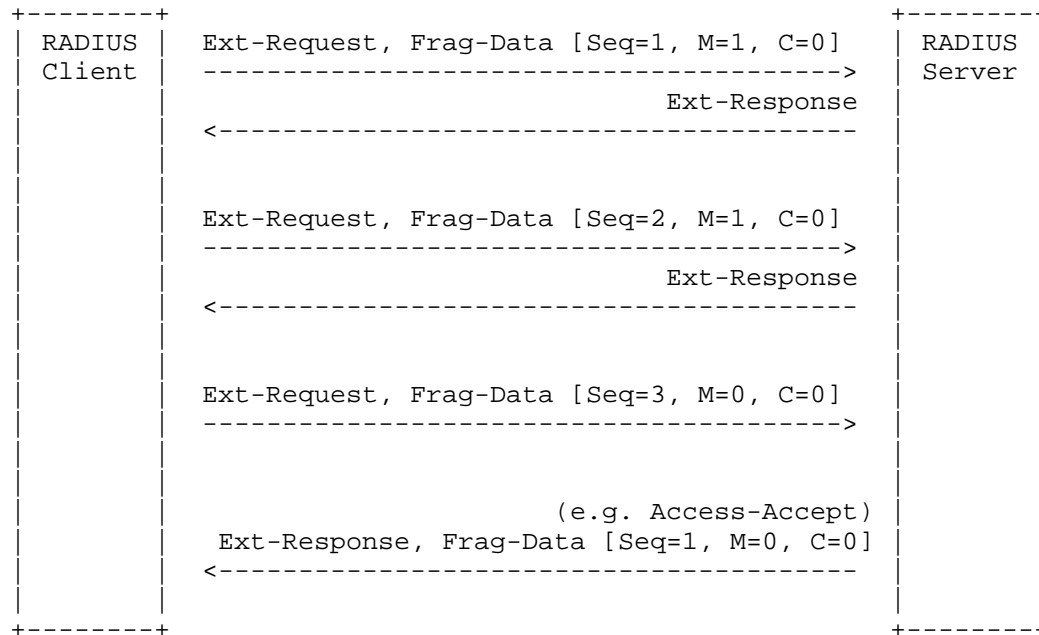 +--------+ +--------+
RADIUS Ext-Request, Frag-Data [Seq=1, M=1, C=0] RADIUS
Client ----------------------------------------> Server
Ext-Response
<----------------------------------------
Ext-Request, Frag-Data [Seq=2, M=1, C=0]
---------------------------------------->
Ext-Response
<----------------------------------------
Ext-Request, Frag-Data [Seq=3, M=0, C=0]
---------------------------------------->
(e.g. Access-Accept)
Ext-Response, Frag-Data [Seq=1, M=0, C=0]
<----------------------------------------
+--------+ +--------+